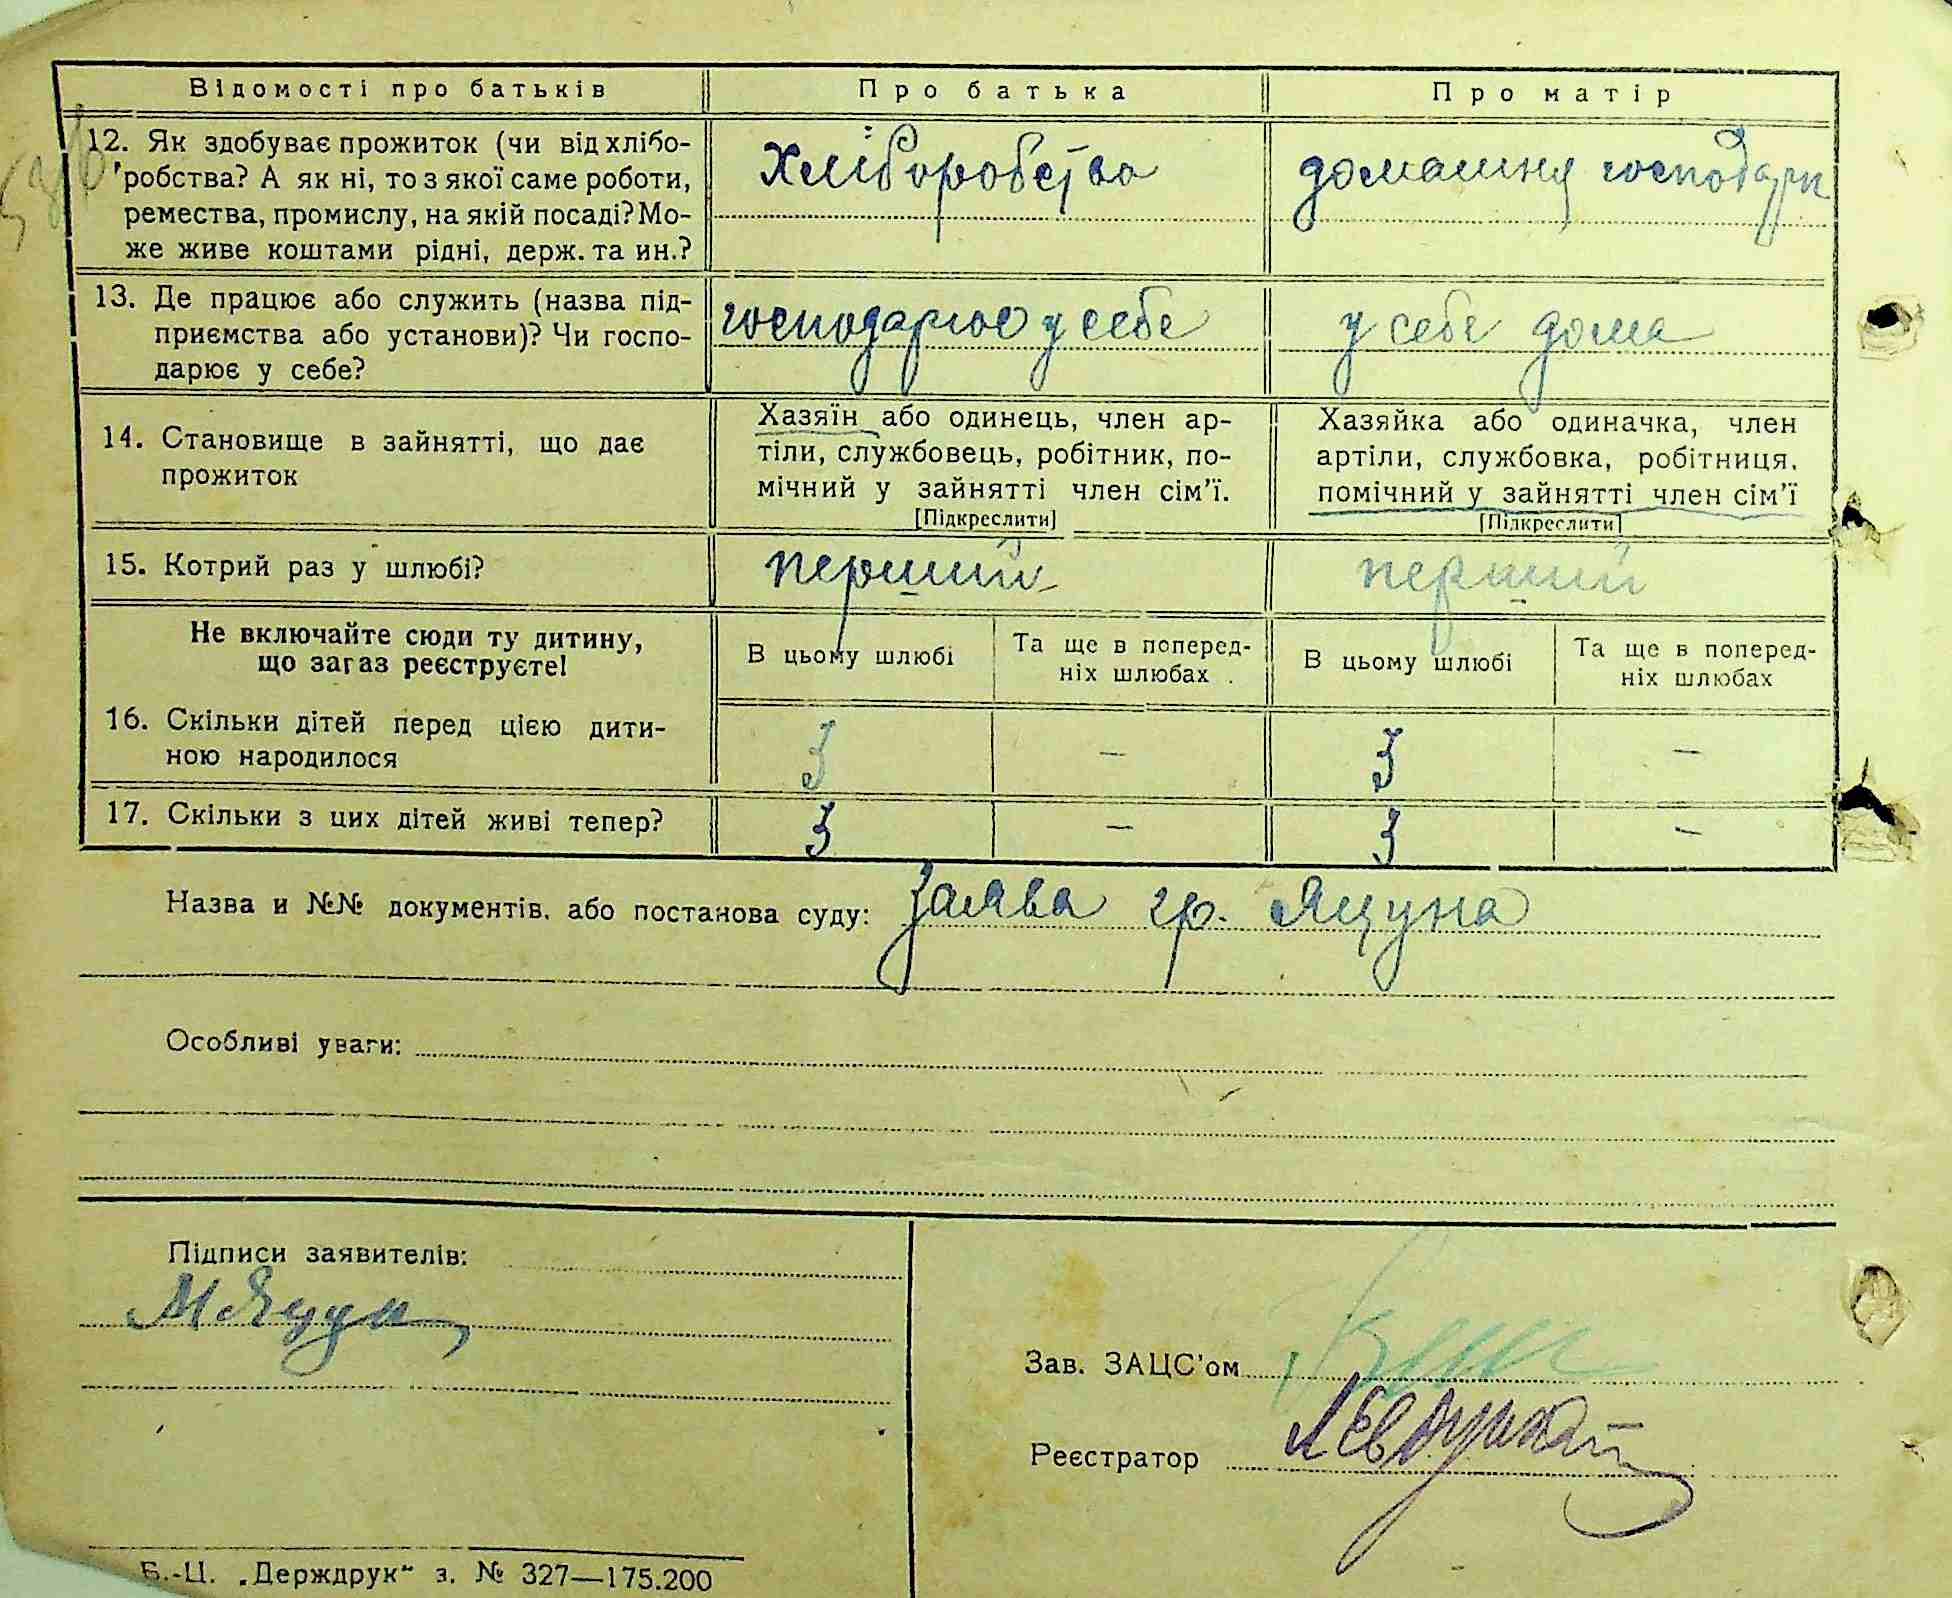 Відомості про батьків Про батька Про матір
12. Як здобуває прожиток (чи від хлібо-
робства? А як ні, то з якої саме роботи,
ремества, промислу, на якій посаді? Мо-
же живе коштами рідні, держ. та ин.?
Хліборобство
домашня господарк
13. Де працює або служить (назва під-
приємства або установи)? Чи госпо-
дарює у себе?
господарює у себе
у себе дома
14. Становище в зайнятті, що дає
прожиток
Хазяїн або одинець, член ар-
тіли, службовець, робітник, по-
мічний у зайнятті член сім'ї.
[Підкреслити]
Хазяйка або одиначка, член
артіли, службовка, робітниця,
помічний у зайнятті член сім'ї
[Підкреслити]
15. Котрий раз у шлюбі? перший перший
Не включайте сюди ту дитину,
що загаз реєструєте!
В цьому шлюбі
Та ще в поперед-
ніх шлюбах
В цьому шлюбі
Та ще в поперед-
ніх шлюбах
16. Скільки дітей перед цією дити-
ною народилося
3 — 3 —
17. Скільки з цих дітей живі тепер? 3 — 3 —
Назва и №№ документів, або постанова суду: Заява гр. Яцуна
Особливі уваги:
Підписи заявителів:
М Яцун
Зав. ЗАЦС'ом
Реєстратор
Б.-Ц. „Держдрук“ з. № 327—175.200